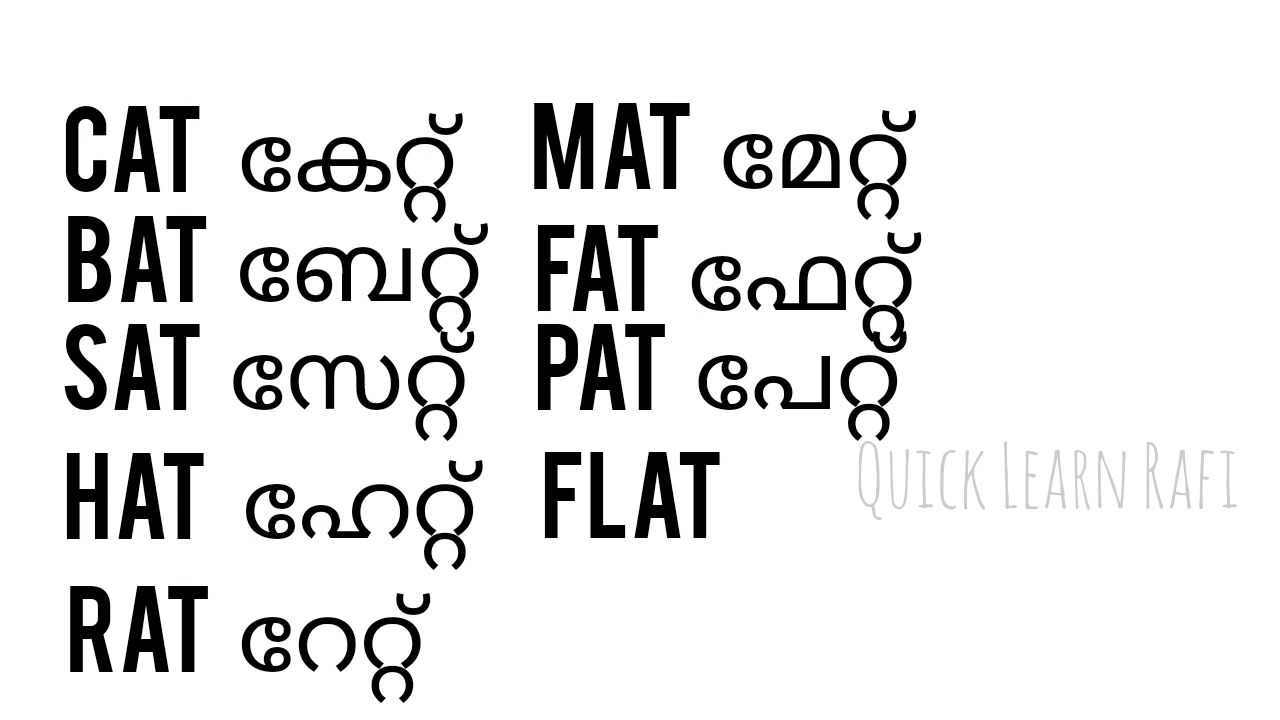 CAT കേറ്റ്
BAT ബേറ്റ്
SAT സേറ്റ്
HAT ഹേറ്റ്
RAT റേറ്റ്
MAT മേറ്റ്
FAT ഫേറ്റ്
PAT പേറ്റ്
FLAT
Quick Learn Rafi